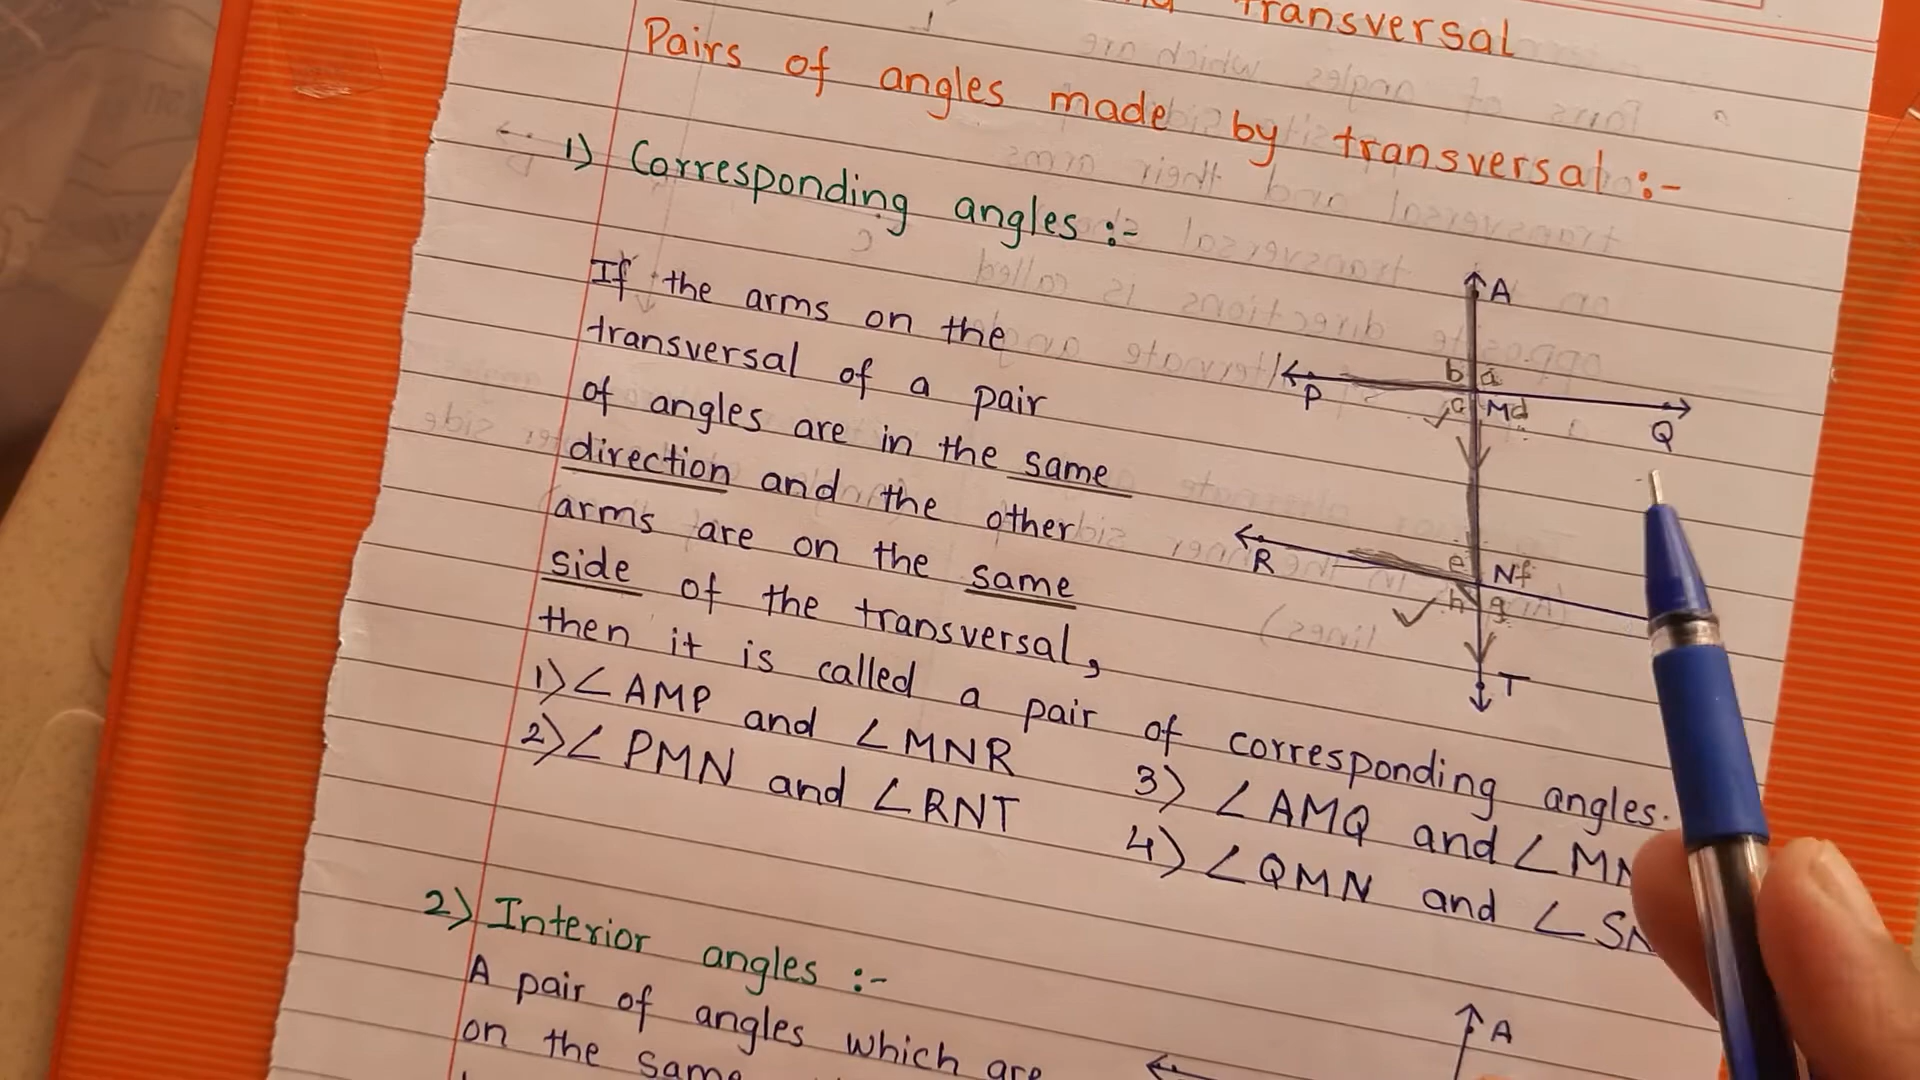 transversal
Pairs of angles made by transversal :-
1) Corresponding angles :-
If the arms on the
transversal of a pair
of angles are in the same
direction and the other
arms are on the same
side of the transversal,
then it is called a pair of corresponding angles.
1) ∠AMP and ∠MNR
2) ∠PMN and ∠RNT
3) ∠AMQ and
4) ∠QMN and
A
b a
P
c M d
Q
R
e N f
h g
T
2) Interior angles :-
A pair of angles which are
on the same
A